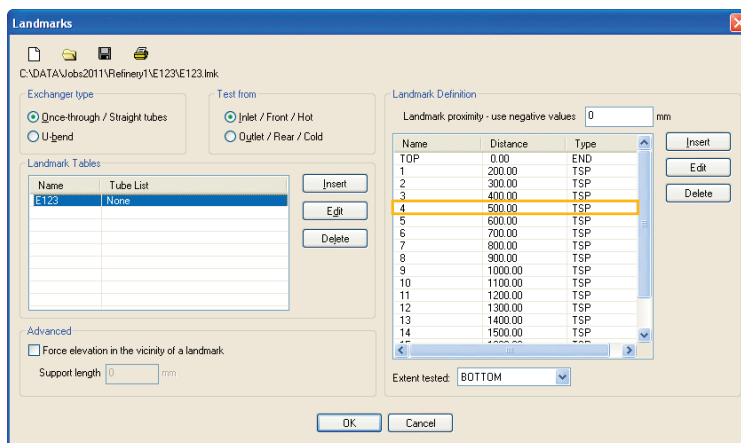 Landmarks
C:\DATA\Jobs2011\Refinery1\E123\E123.lmk
Exchanger type
Once-through / Straight tubes
U-bend
Test from
Inlet / Front / Hot
Outlet / Rear / Cold
Landmark Tables
Name Tube List
E123 None
Insert
Edit
Delete
Advanced
Force elevation in the vicinity of a landmark
Support length 0 mm
Landmark Definition
Landmark proximity - use negative values 0 mm
Name Distance Type
TOP 0.00 END
1 200.00 TSP
2 300.00 TSP
3 400.00 TSP
4 500.00 TSP
5 600.00 TSP
6 700.00 TSP
7 800.00 TSP
8 900.00 TSP
9 1000.00 TSP
10 1100.00 TSP
11 1200.00 TSP
12 1300.00 TSP
13 1400.00 TSP
14 1500.00 TSP
Insert
Edit
Delete
Extent tested: BOTTOM
OK Cancel